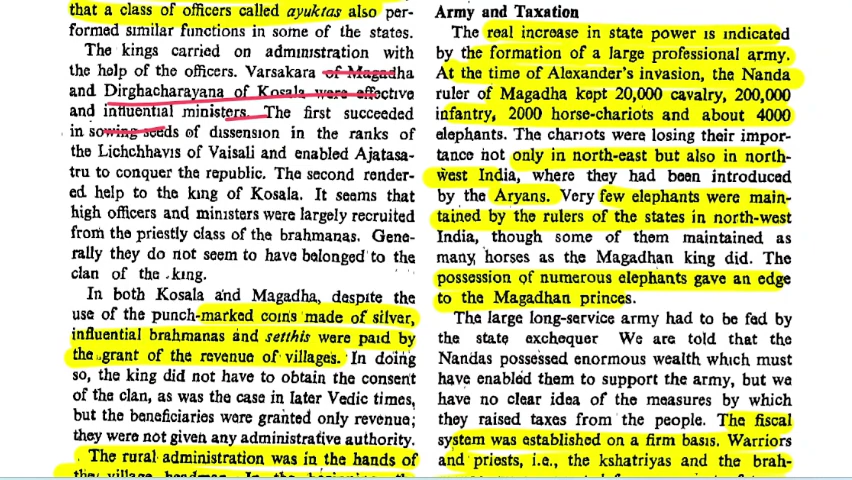 that a class of officers called ayuktas also per-
formed similar functions in some of the states.
The kings carried on administration with
the help of the officers. Varsakara of Magadha
and Dirghacharayana of Kosala were effective
and influential ministers. The first succeeded
in sowing seeds of dissension in the ranks of
the Lichchhavis of Vaisali and enabled Ajatasa-
tru to conquer the republic. The second render-
ed help to the king of Kosala. It seems that
high officers and ministers were largely recruited
from the priestly class of the brahmanas. Gene-
rally they do not seem to have belonged to the
clan of the king.
In both Kosala and Magadha, despite the
use of the punch-marked coins made of silver,
influential brahmanas and setthis were paid by
the grant of the revenue of villages. In doing
so, the king did not have to obtain the consent
of the clan, as was the case in later Vedic times,
but the beneficiaries were granted only revenue;
they were not given any administrative authority.
The rural administration was in the hands of
the village headmen. In the beginning, the
Army and Taxation
The real increase in state power is indicated
by the formation of a large professional army.
At the time of Alexander's invasion, the Nanda
ruler of Magadha kept 20,000 cavalry, 200,000
infantry, 2000 horse-chariots and about 4000
elephants. The chariots were losing their impor-
tance not only in north-east but also in north-
west India, where they had been introduced
by the Aryans. Very few elephants were main-
tained by the rulers of the states in north-west
India, though some of them maintained as
many horses as the Magadhan king did. The
possession of numerous elephants gave an edge
to the Magadhan princes.
The large long-service army had to be fed by
the state exchequer We are told that the
Nandas possessed enormous wealth which must
have enabled them to support the army, but we
have no clear idea of the measures by which
they raised taxes from the people. The fiscal
system was established on a firm basis. Warriors
and priests, i.e., the kshatriyas and the brah-